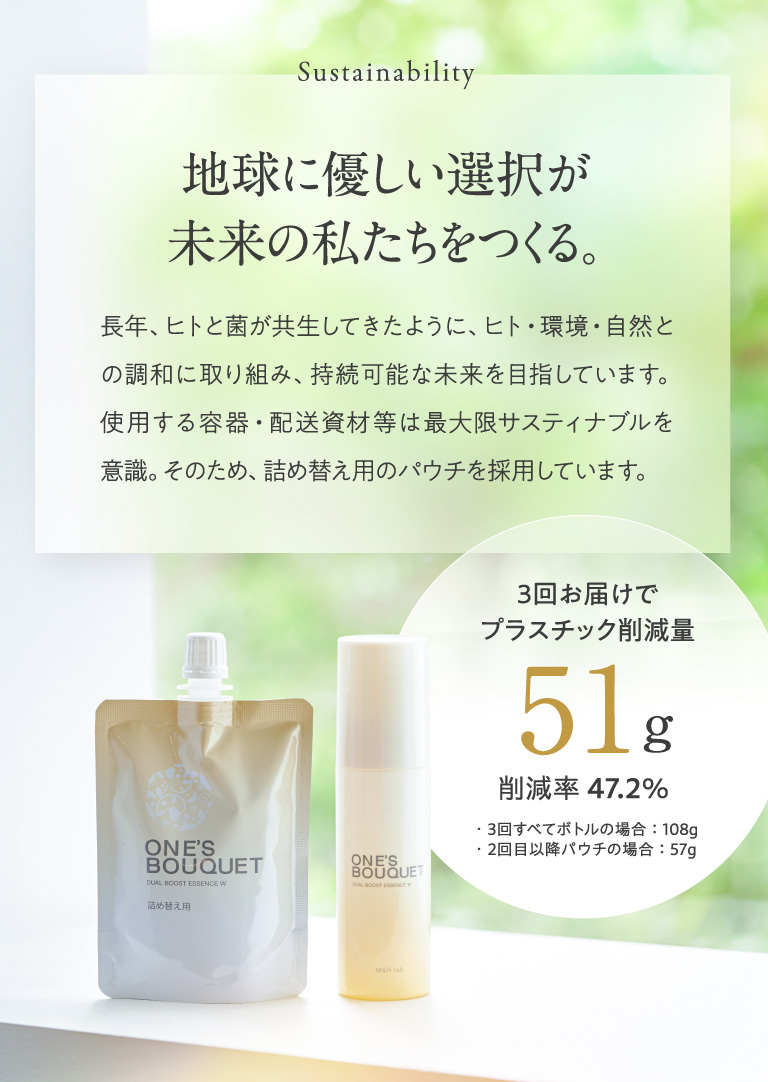 Sustainability
地球に優しい選択が
未来の私たちをつくる。
長年、ヒトと菌が共生してきたように、ヒト・環境・自然と
の調和に取り組み、持続可能な未来を目指しています。
使用する容器・配送資材等は最大限サスティナブルを
意識。そのため、詰め替え用のパウチを採用しています。
3回お届けで
プラスチック削減量
51g
削減率 47.2%
・3回すべてボトルの場合：108g
・2回目以降パウチの場合：57g
ONE'S
BOUQUET
DUAL BOOST ESSENCE W
詰め替え用
ONE'S
BOUQUET
DUAL BOOST ESSENCE W
M&H lab